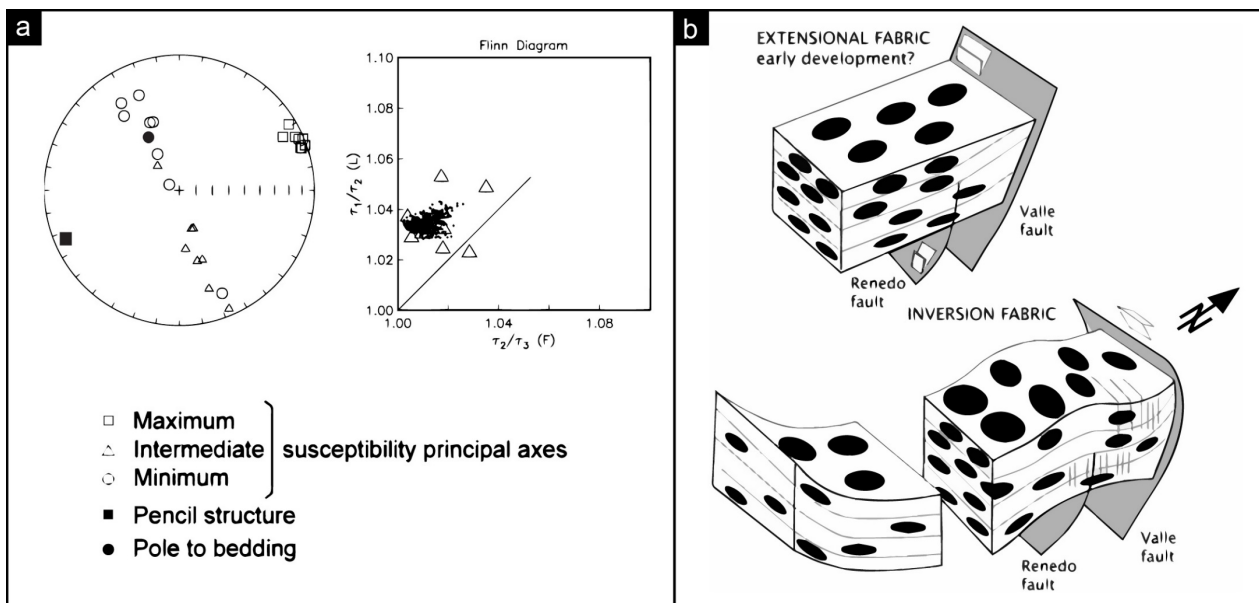 a
Flinn Diagram
1.10
1.08
1.06
1.04
1.02
1.00
τ1/τ2 (L)
1.00
1.04
1.08
τ2/τ3 (F)
Maximum
Intermediate
Minimum
susceptibility principal axes
Pencil structure
Pole to bedding
b
EXTENSIONAL FABRIC
early development?
Valle
fault
Renedo
fault
INVERSION FABRIC
N
Renedo
fault
Valle
fault